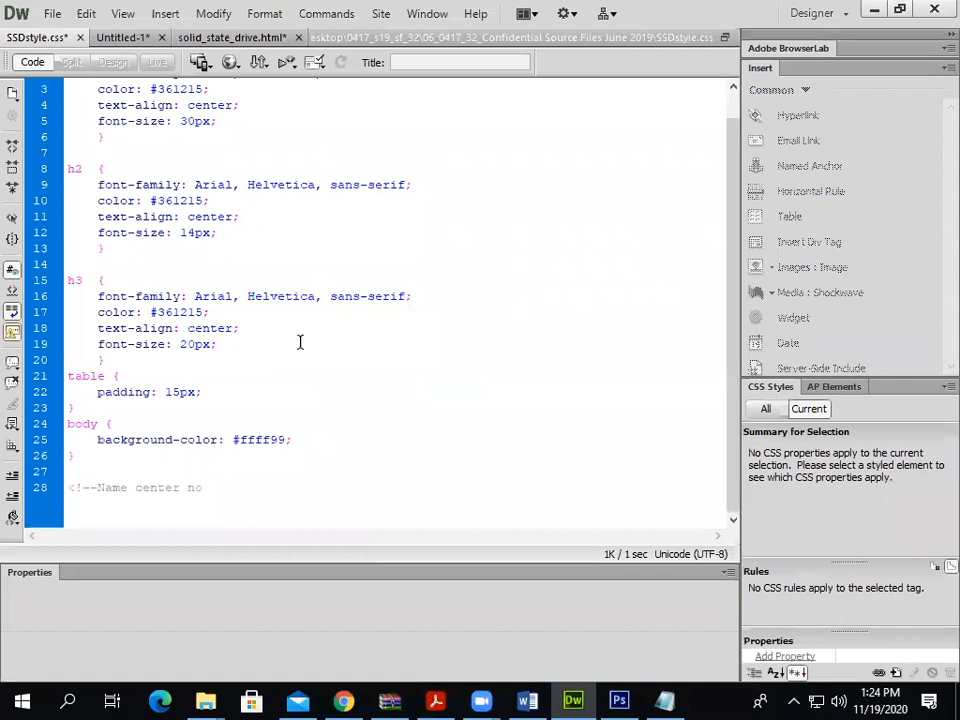 Dw File Edit View Insert Modify Format Commands Site Window Help Designer
SSDstyle.css* Untitled-1* solid_state_drive.html* esktop\0417_s19_sf_32\06_0417_32_Confidential Source Files June 2019\SSDstyle.css
Code Split Design Live Title:
3 color: #361215;
4 text-align: center;
5 font-size: 30px;
6 }
7
8 h2 {
9 font-family: Arial, Helvetica, sans-serif;
10 color: #361215;
11 text-align: center;
12 font-size: 14px;
13 }
14
15 h3 {
16 font-family: Arial, Helvetica, sans-serif;
17 color: #361215;
18 text-align: center;
19 font-size: 20px;
20 }
21 table {
22 padding: 15px;
23 }
24 body {
25 background-color: #ffff99;
26 }
27
28 <!--Name center no
1K / 1 sec Unicode (UTF-8)
Properties
Adobe BrowserLab
Insert
Common
Hyperlink
Email Link
Named Anchor
Horizontal Rule
Table
Insert Div Tag
Images : Image
Media : Shockwave
Widget
Date
Server-Side Include
CSS Styles AP Elements
All Current
Summary for Selection
No CSS properties apply to the current
selection. Please select a styled element to
see which CSS properties apply.
Rules
No CSS rules apply to the selected tag.
Properties
Add Property
1:24 PM
11/19/2020